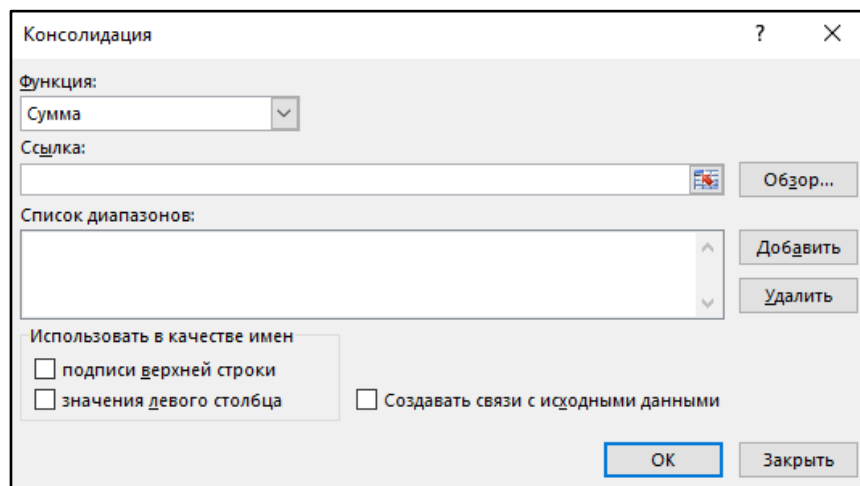 Консолидация ?
Функция:
Сумма
Ссылка:
Обзор...
Список диапазонов:
Добавить
Удалить
Использовать в качестве имен
подписи верхней строки
значения левого столбца
Создавать связи с исходными данными
OK
Закрыть